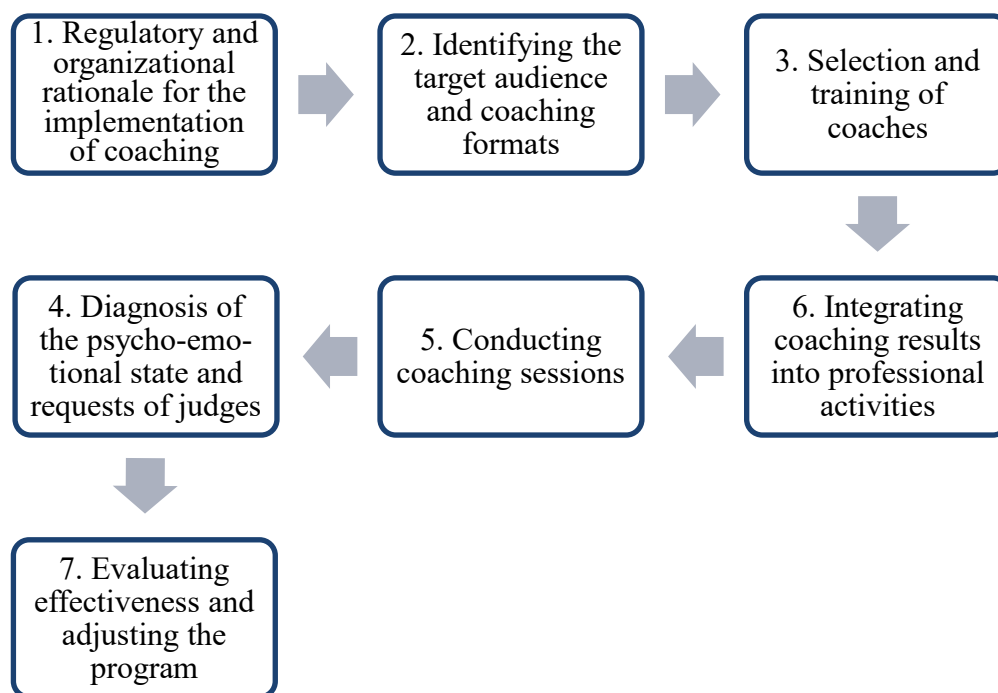 1. Regulatory and
organizational
rationale for the
implementation
of coaching
2. Identifying the
target audience
and coaching
formats
3. Selection and
training of
coaches
4. Diagnosis of
the psycho-emo-
tional state and
requests of judges
5. Conducting
coaching sessions
6. Integrating
coaching results
into professional
activities
7. Evaluating
effectiveness and
adjusting the
program